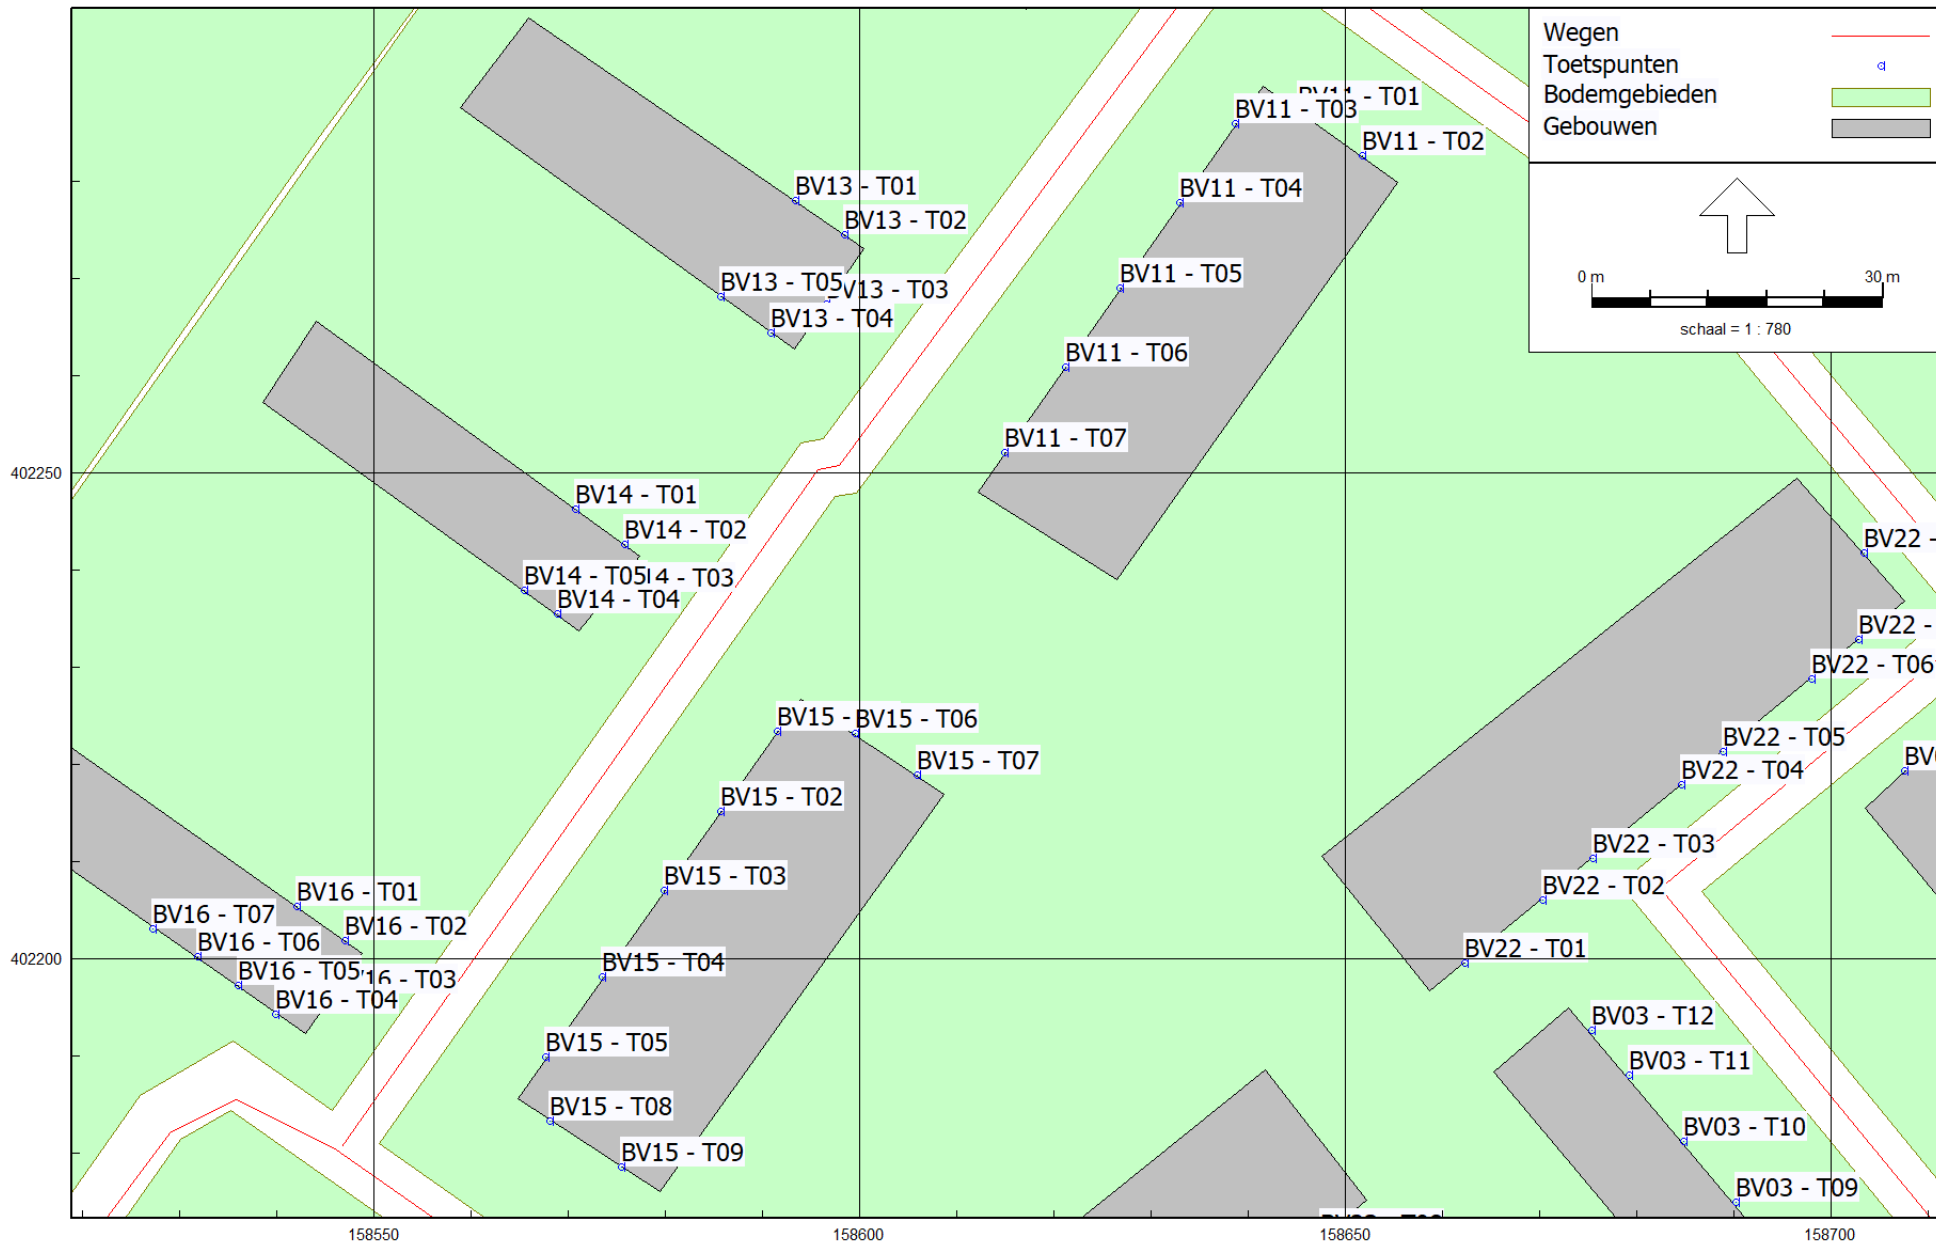 Wegen
Toetspunten
Bodemgebieden
Gebouwen
0 m 30 m
schaal = 1 : 780
BV11 - T01
BV11 - T03
BV11 - T02
BV11 - T04
BV11 - T05
BV11 - T06
BV11 - T07
BV13 - T01
BV13 - T02
BV13 - T05
BV13 - T03
BV13 - T04
402250
BV14 - T01
BV14 - T02
BV14 - T05
14 - T03
BV14 - T04
BV22 -
BV22 -
BV22 - T06
BV22 - T05
BV22 - T04
BV22 - T03
BV22 - T02
BV22 - T01
BV15 -
BV15 - T06
BV15 - T07
BV15 - T02
BV15 - T03
BV15 - T04
BV15 - T05
BV15 - T08
BV15 - T09
BV16 - T01
BV16 - T02
BV16 - T07
BV16 - T06
BV16 - T05
16 - T03
BV16 - T04
402200
BV03 - T12
BV03 - T11
BV03 - T10
BV03 - T09
158550 158600 158650 158700